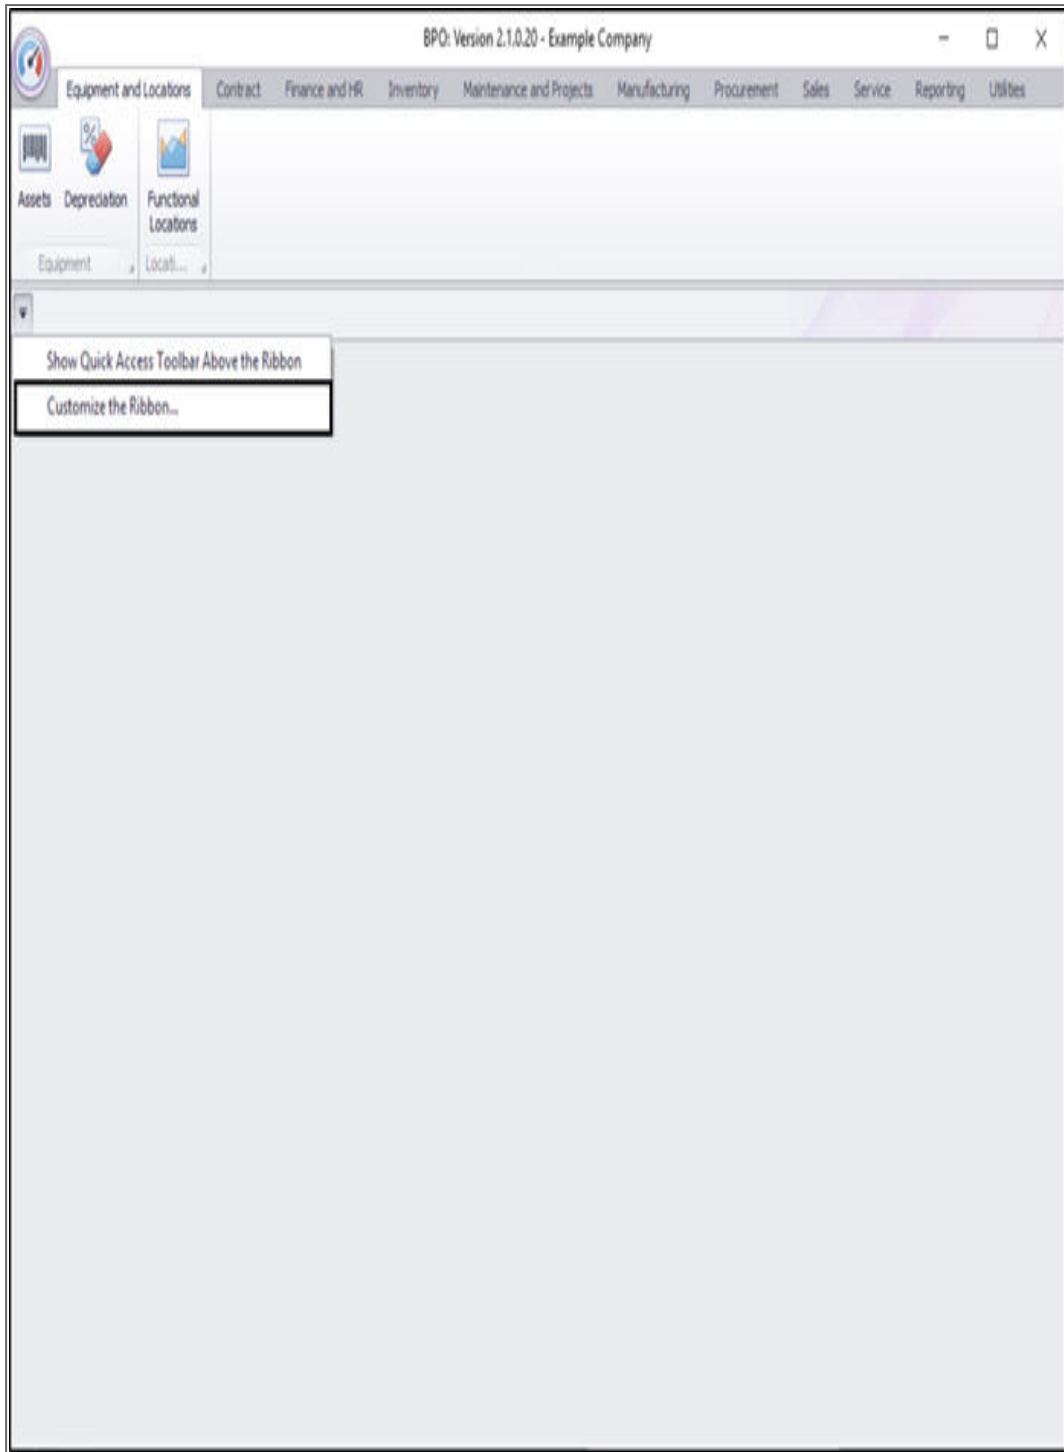 BPO: Version 2.1.0.20 - Example Company
Equipment and Locations Contract Finance and HR Inventory Maintenance and Projects Manufacturing Procurement Sales Service Reporting Utilities
%
Assets Depreciation Functional
Locations
Equipment Locati...
Show Quick Access Toolbar Above the Ribbon
Customize the Ribbon...